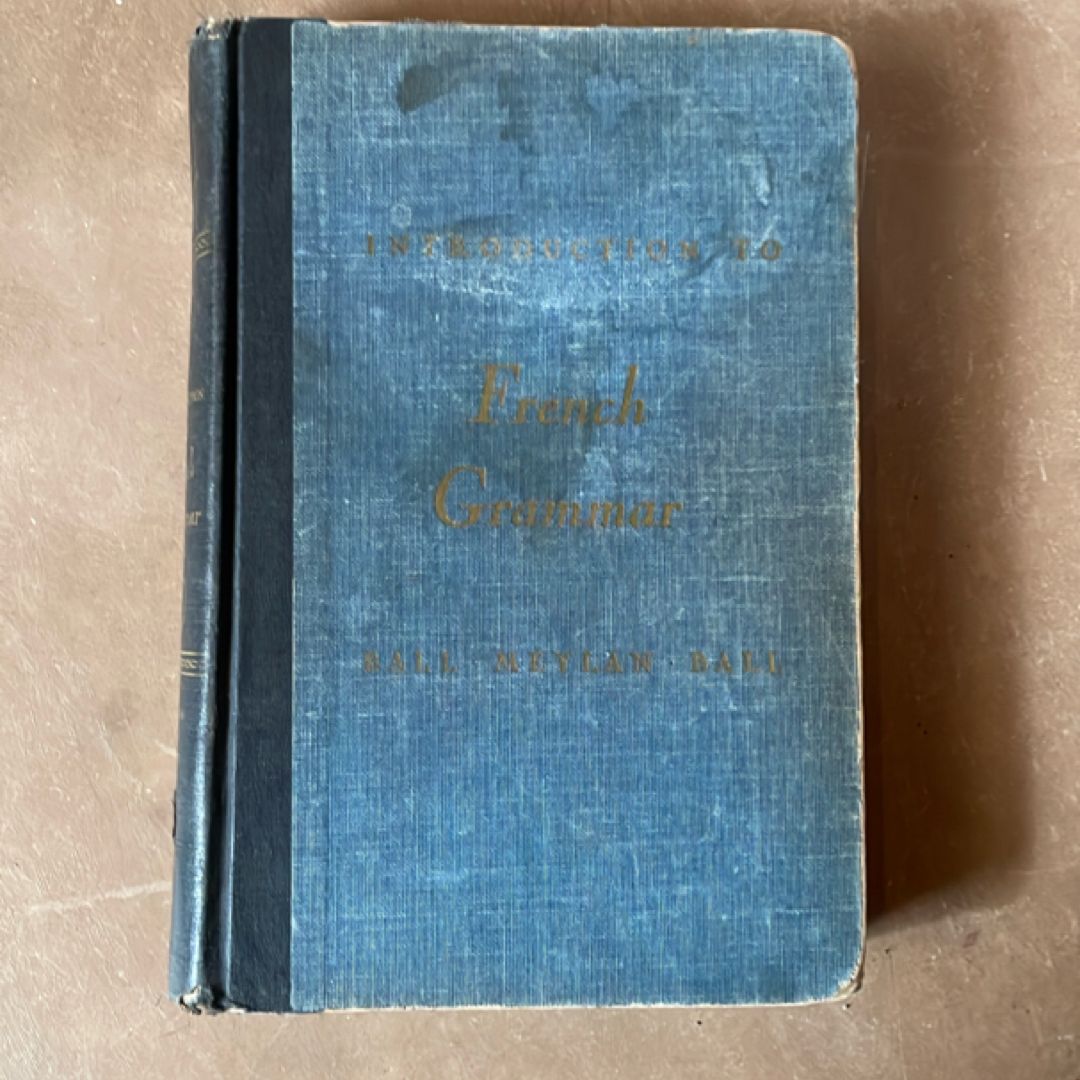 INTRODUCTION TO
French
Grammar
BALL · MEYLAN · BALL